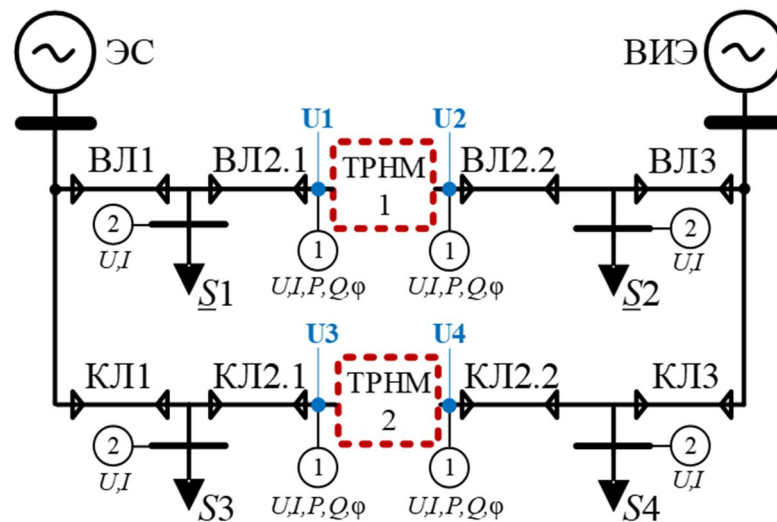 ЭС
ВИЭ
U1
U2
ВЛ1
ВЛ2.1
ТРНМ
1
ВЛ2.2
ВЛ3
2
U,I
S1
1
U,I,P,Q,φ
1
U,I,P,Q,φ
S2
2
U,I
U3
U4
КЛ1
КЛ2.1
ТРНМ
2
КЛ2.2
КЛ3
2
U,I
S3
1
U,I,P,Q,φ
1
U,I,P,Q,φ
S4
2
U,I